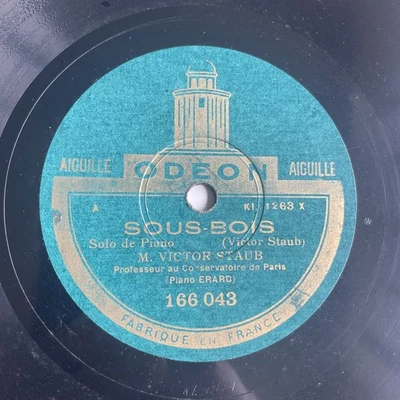 AIGUILLE ODEON AIGUILLE
A KI 1263 X
SOUS-BOIS
Solo de Piano (Victor Staub)
M. VICTOR STAUB
Professeur au Conservatoire de Paris
(Piano ERARD)
166 043
FABRIQUÉ EN FRANCE